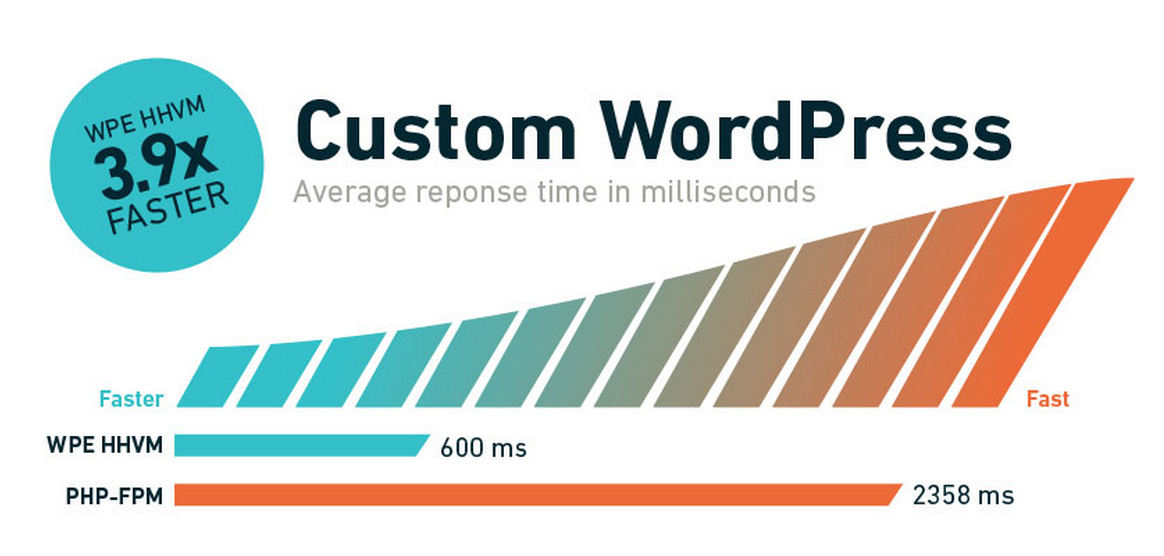 WPE HHVM
3.9x
FASTER
Custom WordPress
Average reponse time in milliseconds
Faster
Fast
WPE HHVM
600 ms
PHP-FPM
2358 ms